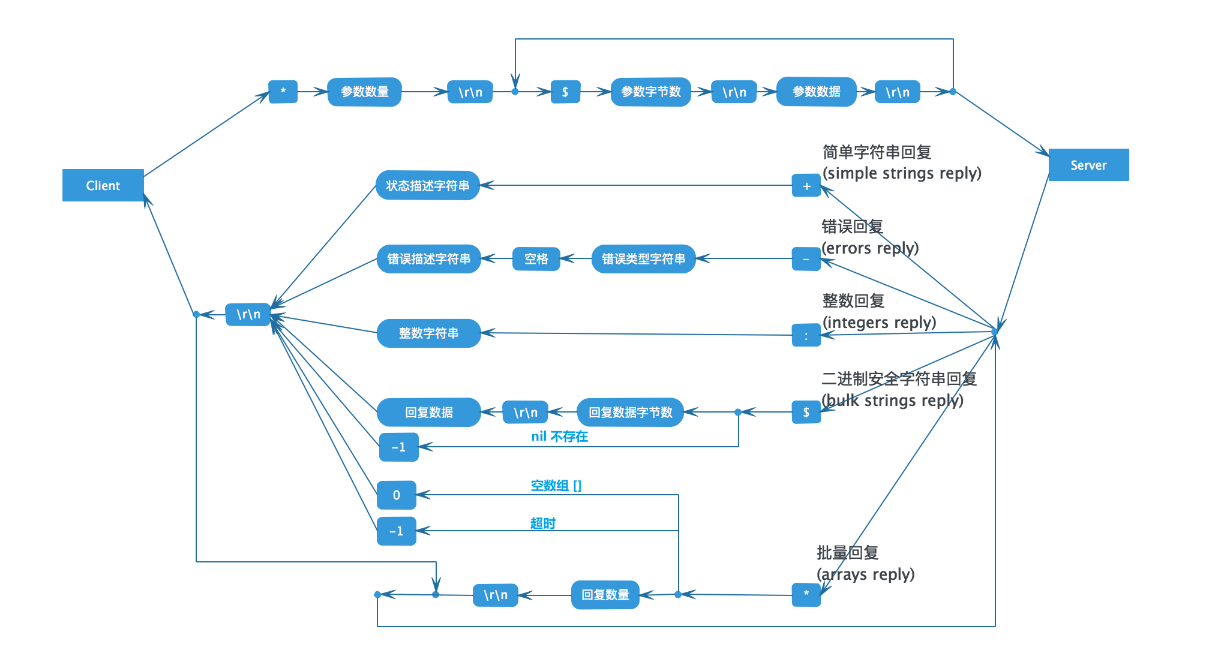 * 参数数量 \r\n $ 参数字节数 \r\n 参数数据 \r\n
Client
Server
简单字符串回复
(simple strings reply)
状态描述字符串 +
错误回复
(errors reply)
错误描述字符串 空格 错误类型字符串 -
整数回复
(integers reply)
\r\n
整数字符串 :
二进制安全字符串回复
(bulk strings reply)
回复数据 \r\n 回复数据字节数 $
nil 不存在
-1
空数组 []
0
超时
-1
批量回复
(arrays reply)
\r\n 回复数量 *